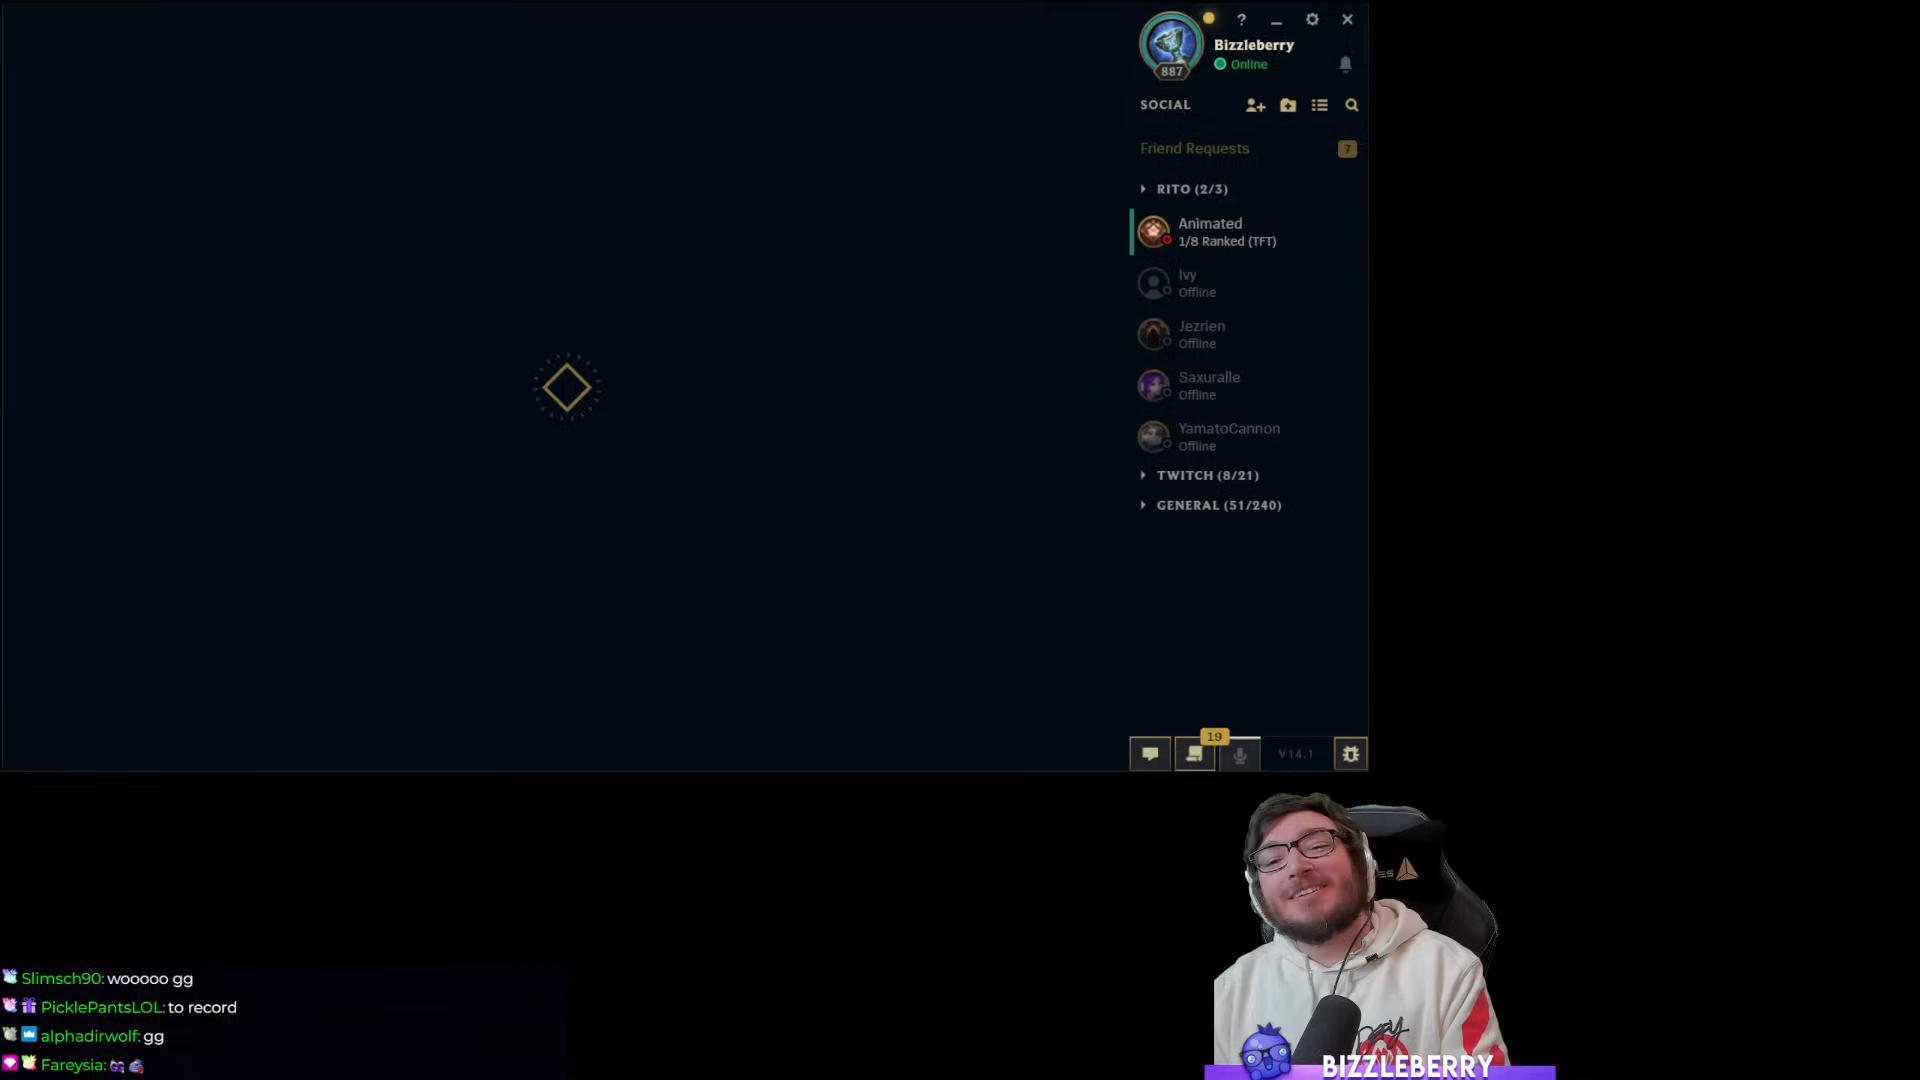 ?
Bizzleberry
887
Online
SOCIAL
Friend Requests
7
RITO (2/3)
Animated
1/8 Ranked (TFT)
Ivy
Offline
Jezrien
Offline
Saxuralle
Offline
YamatoCannon
Offline
TWITCH (8/21)
GENERAL (51/240)
19
V14.1
ES
Slimsch90: wooooo gg
PicklePantsLOL: to record
alphadirwolf: gg
Fareysia:
BIZZLEBERRY